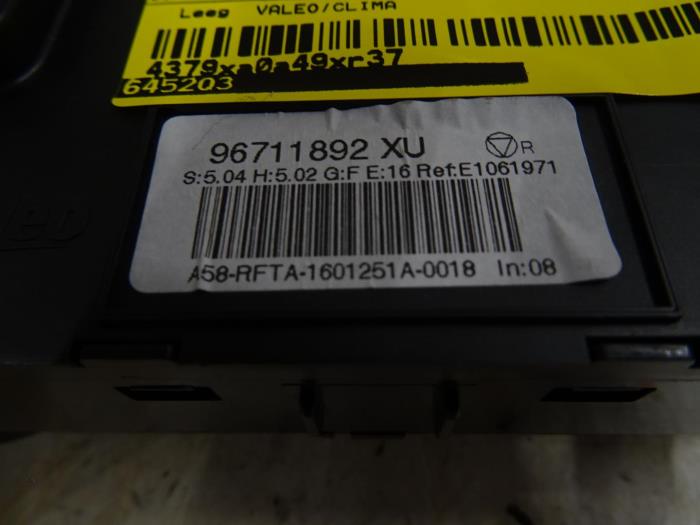 Leeg VALEO/CLIMA
4379xa0a49xr37
645203
96711892 XU R
S:5.04 H:5.02 G:F E:16 Ref:E1061971
A58-RFTA-1601251A-0018 In:08